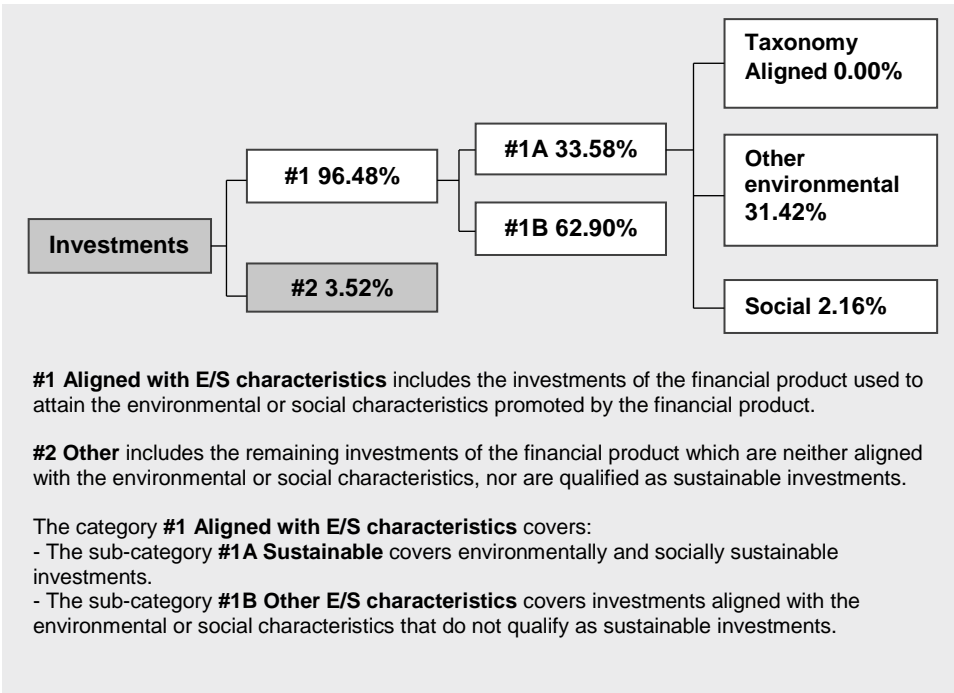 Investments
#1 96.48%
#2 3.52%
#1A 33.58%
#1B 62.90%
Taxonomy
Aligned 0.00%
Other
environmental
31.42%
Social 2.16%
#1 Aligned with E/S characteristics includes the investments of the financial product used to
attain the environmental or social characteristics promoted by the financial product.
#2 Other includes the remaining investments of the financial product which are neither aligned
with the environmental or social characteristics, nor are qualified as sustainable investments.
The category #1 Aligned with E/S characteristics covers:
- The sub-category #1A Sustainable covers environmentally and socially sustainable
investments.
- The sub-category #1B Other E/S characteristics covers investments aligned with the
environmental or social characteristics that do not qualify as sustainable investments.